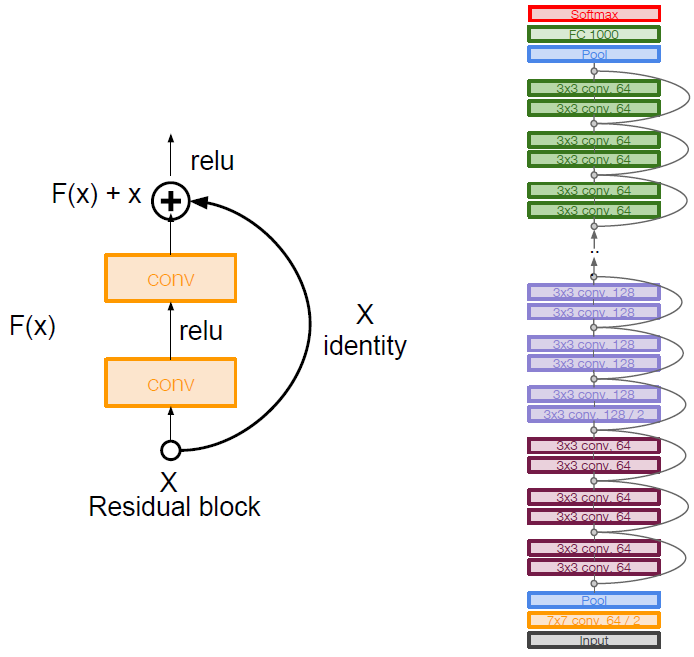 relu
F(x) + x
conv
F(x)
relu
X
identity
conv
X
Residual block
Softmax
FC 1000
Pool
3x3 conv, 64
3x3 conv, 64
3x3 conv, 64
3x3 conv, 64
3x3 conv, 64
3x3 conv, 64
..
.
3x3 conv, 128
3x3 conv, 128
3x3 conv, 128
3x3 conv, 128
3x3 conv, 128
3x3 conv, 128 / 2
3x3 conv, 64
3x3 conv, 64
3x3 conv, 64
3x3 conv, 64
3x3 conv, 64
3x3 conv, 64
Pool
7x7 conv, 64 / 2
Input